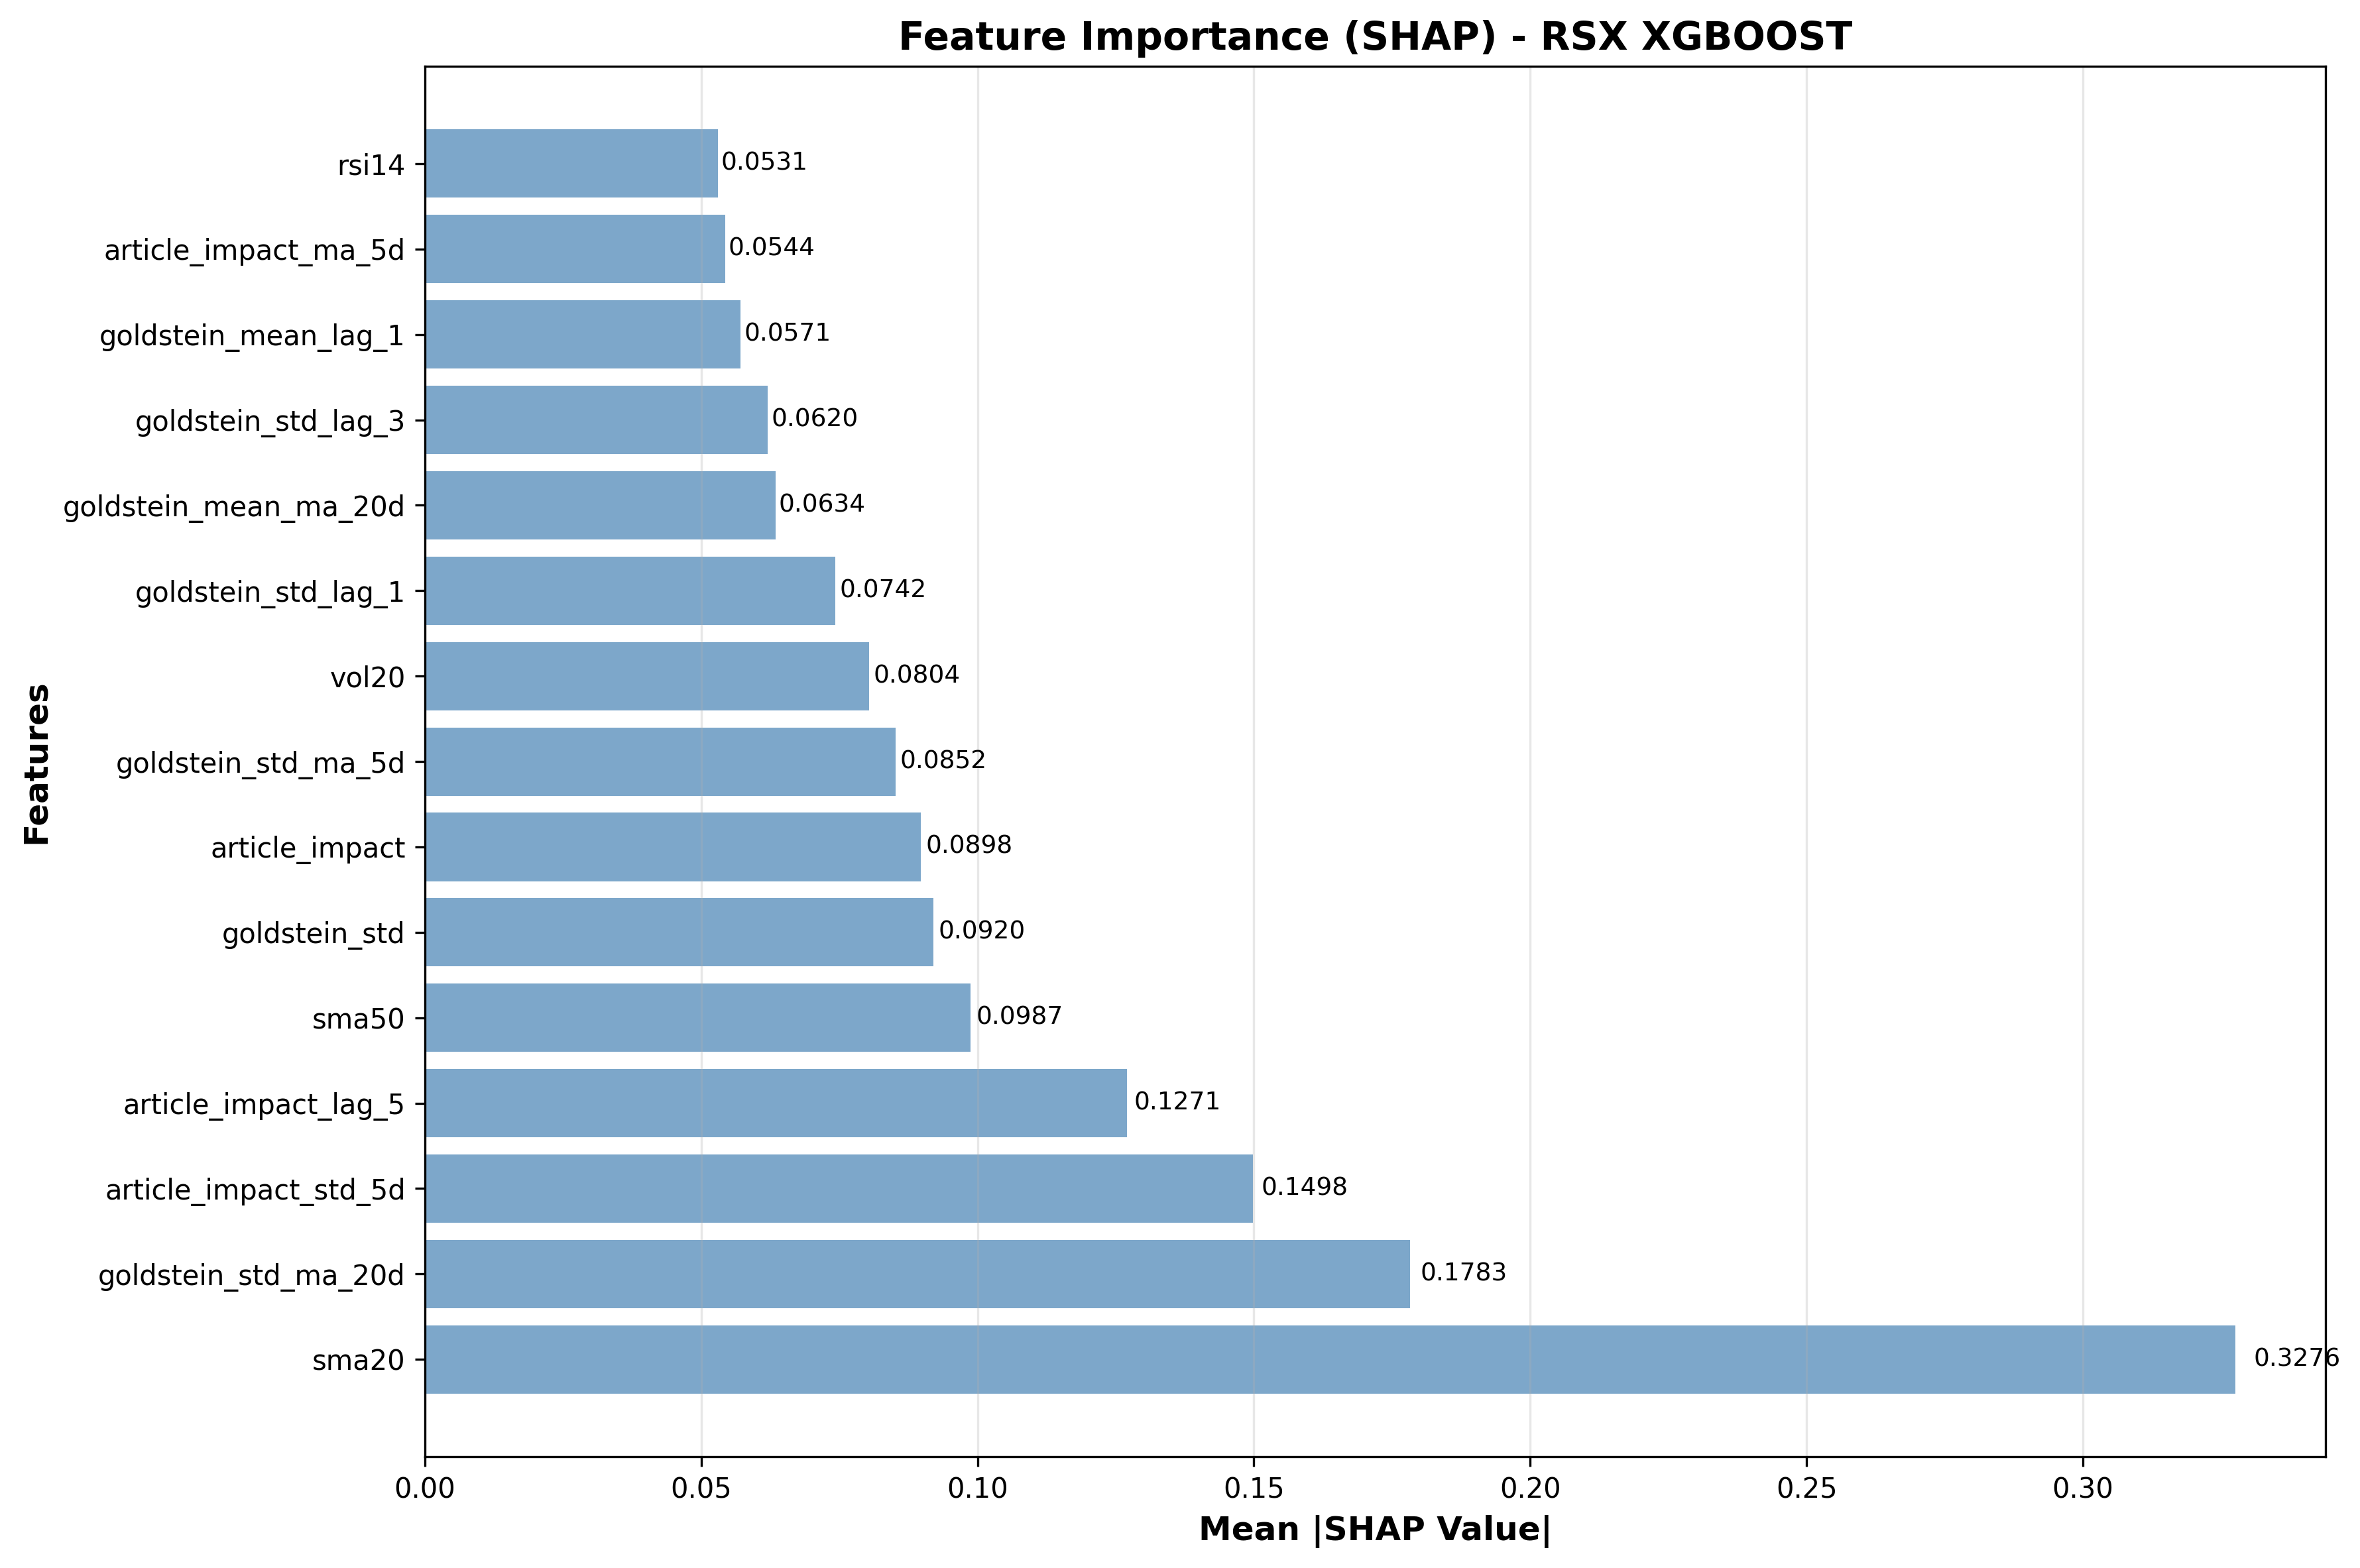 Feature Importance (SHAP) - RSX XGBOOST
rsi14 0.0531
article_impact_ma_5d 0.0544
goldstein_mean_lag_1 0.0571
goldstein_std_lag_3 0.0620
goldstein_mean_ma_20d 0.0634
goldstein_std_lag_1 0.0742
vol20 0.0804
goldstein_std_ma_5d 0.0852
article_impact 0.0898
goldstein_std 0.0920
sma50 0.0987
article_impact_lag_5 0.1271
article_impact_std_5d 0.1498
goldstein_std_ma_20d 0.1783
sma20 0.3276
Features
0.00 0.05 0.10 0.15 0.20 0.25 0.30
Mean |SHAP Value|